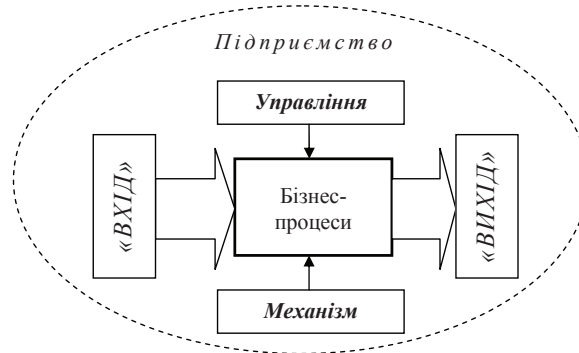 Підприємство
Управління
«ВХІД»
Бізнес-
процеси
«ВИХІД»
Механізм